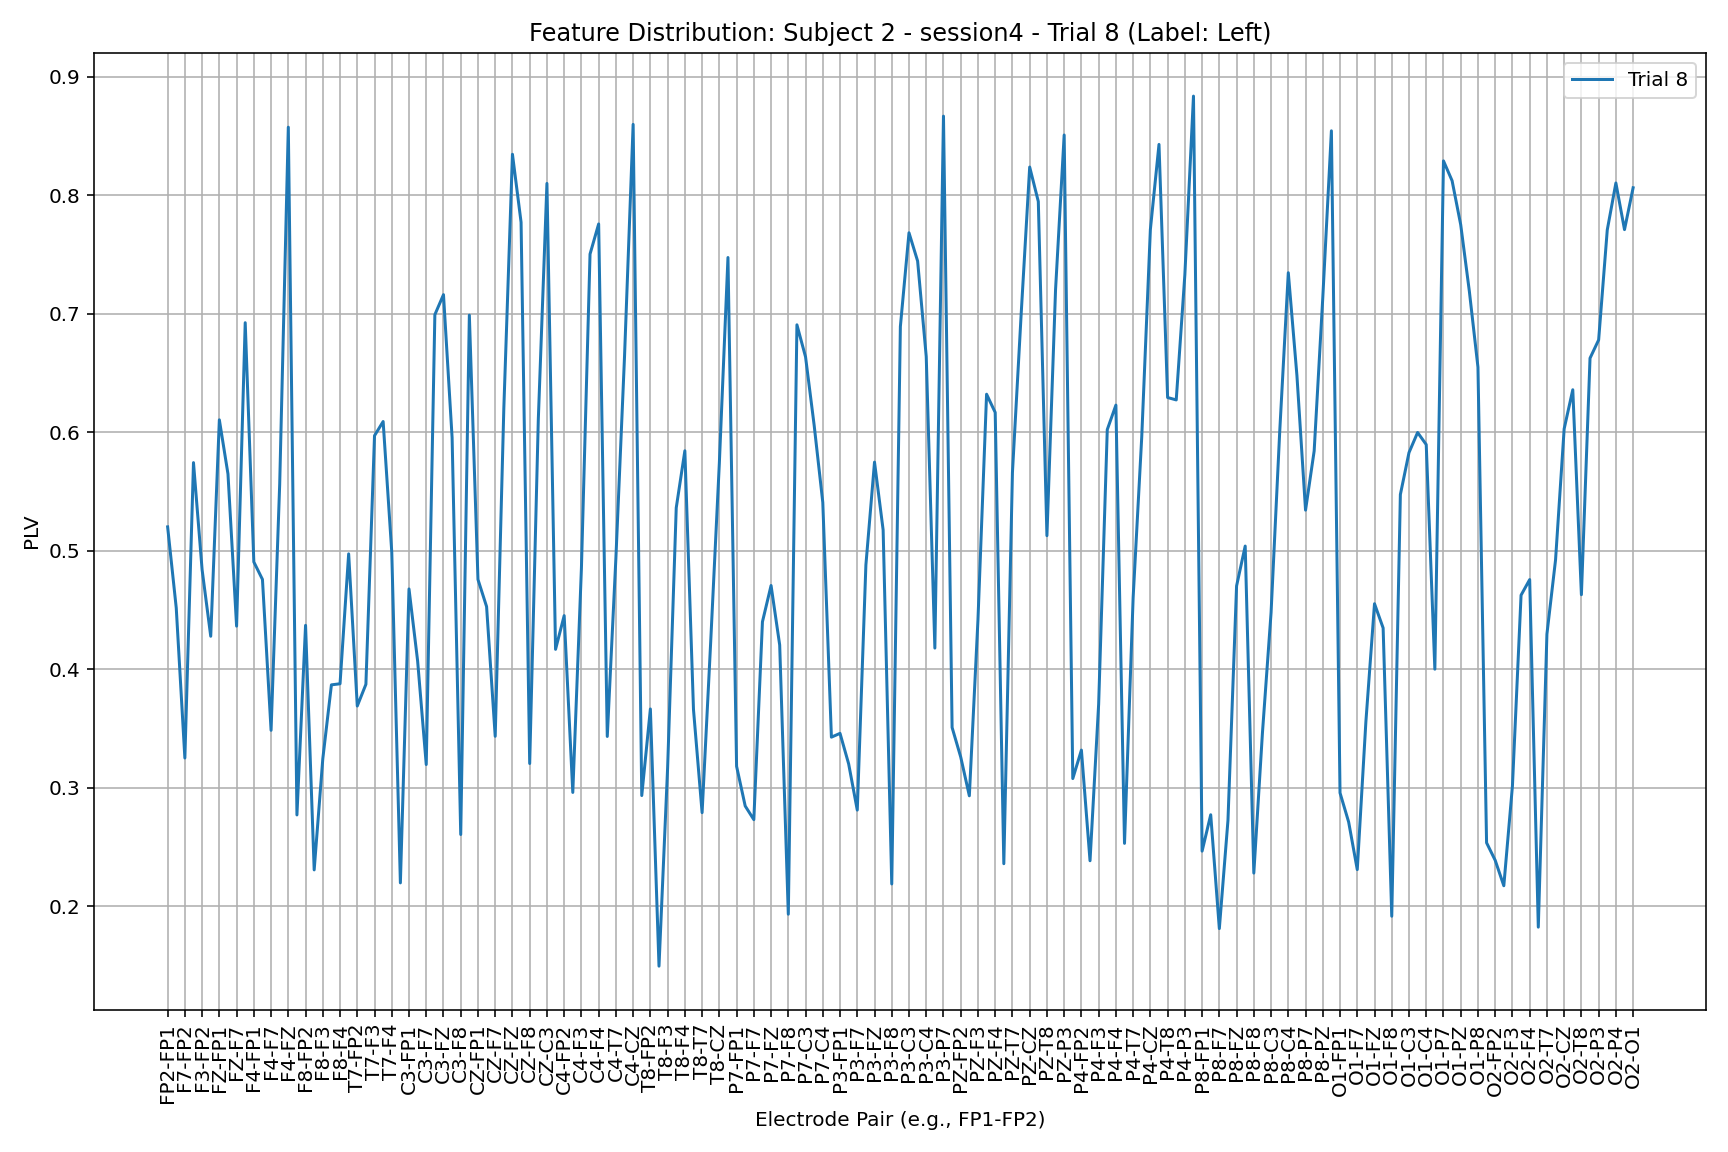 Feature Distribution: Subject 2 - session4 - Trial 8 (Label: Left)
Trial 8
0.9
0.8
0.7
0.6
0.5
0.4
0.3
0.2
PLV
FP2-FP1
F7-FP2
F3-FP2
FZ-FP1
FZ-F7
F4-FP1
F4-F7
F4-FZ
F8-FP2
F8-F3
F8-F4
T7-FP2
T7-F3
T7-F4
C3-FP1
C3-F7
C3-FZ
C3-F8
CZ-FP1
CZ-F7
CZ-FZ
CZ-F8
CZ-C3
C4-FP2
C4-F3
C4-F4
C4-T7
C4-CZ
T8-FP2
T8-F3
T8-F4
T8-T7
T8-CZ
P7-FP1
P7-F7
P7-FZ
P7-F8
P7-C3
P7-C4
P3-FP1
P3-F7
P3-FZ
P3-F8
P3-C3
P3-C4
P3-P7
PZ-FP2
PZ-F3
PZ-F4
PZ-T7
PZ-CZ
PZ-T8
PZ-P3
P4-FP2
P4-F3
P4-F4
P4-T7
P4-CZ
P4-T8
P4-P3
P8-FP1
P8-F7
P8-FZ
P8-F8
P8-C3
P8-C4
P8-P7
P8-PZ
O1-FP1
O1-F7
O1-FZ
O1-F8
O1-C3
O1-C4
O1-P7
O1-PZ
O1-P8
O2-FP2
O2-F3
O2-F4
O2-T7
O2-CZ
O2-T8
O2-P3
O2-P4
O2-O1
Electrode Pair (e.g., FP1-FP2)